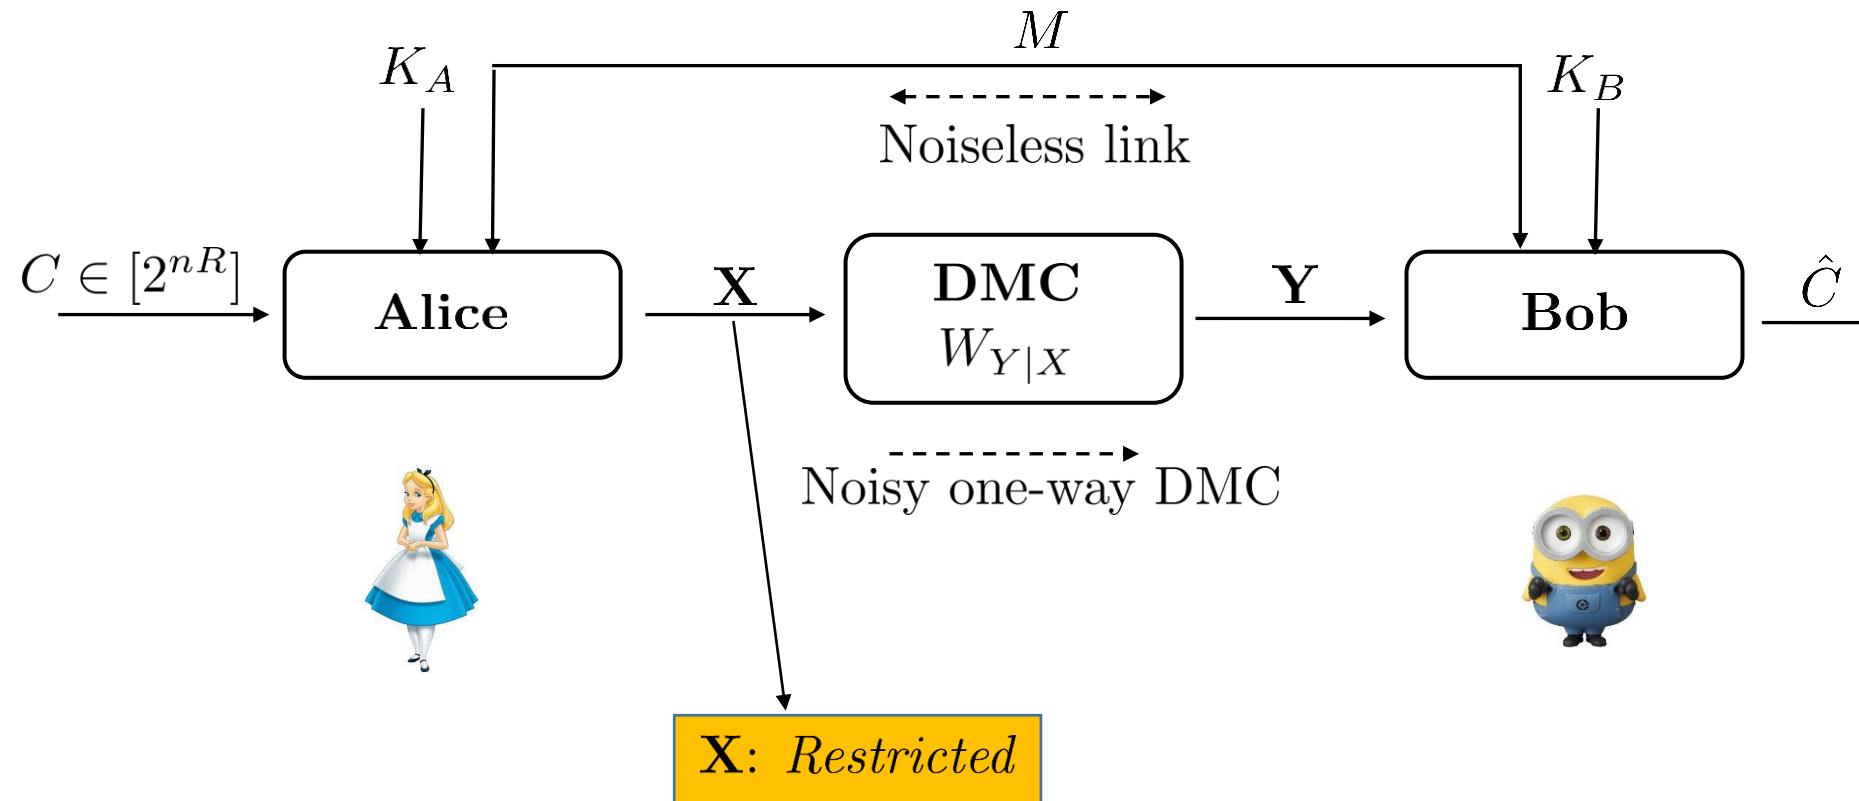 M
K_A
K_B
Noiseless link
C ∈ [2^{nR}]
Alice
X
DMC
W_{Y|X}
Y
Bob
Ĉ
Noisy one-way DMC
X: Restricted